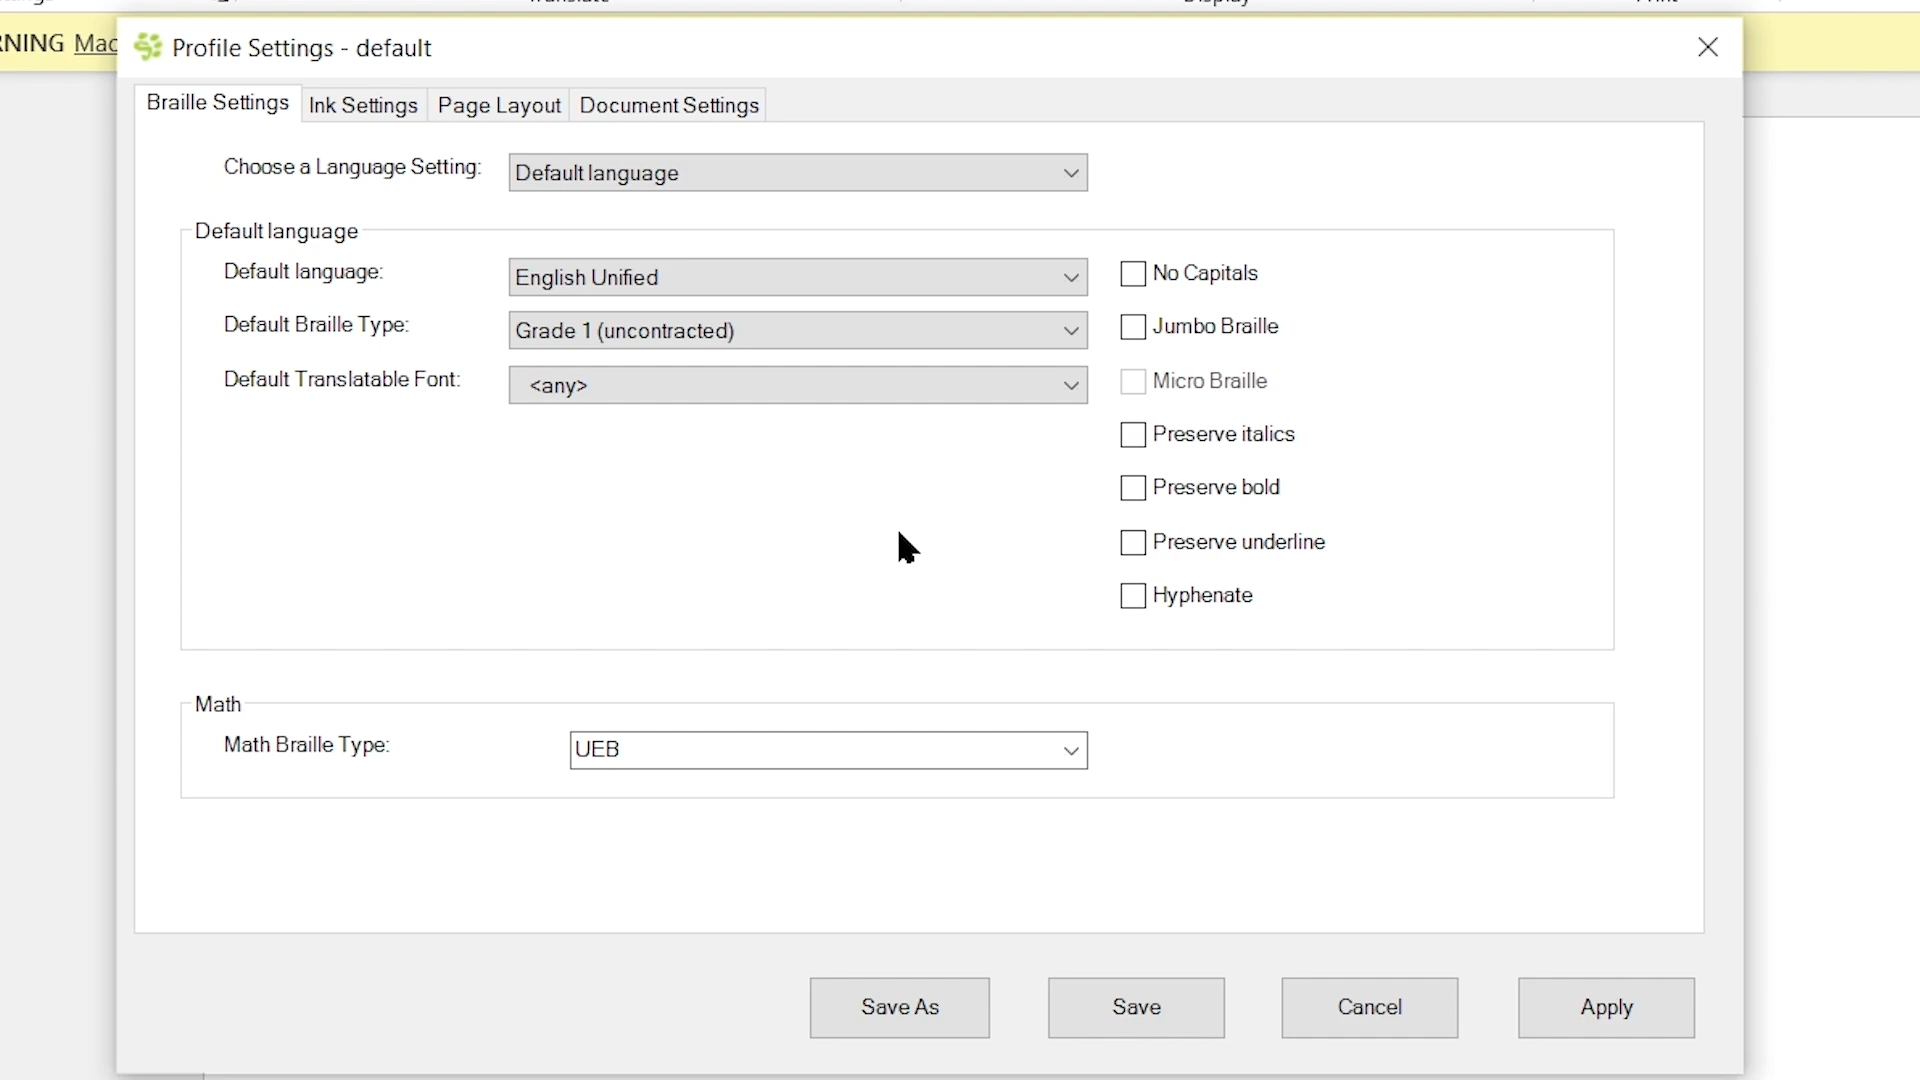 Display
RNING Mac
Profile Settings - default
Braille Settings Ink Settings Page Layout Document Settings
Choose a Language Setting: Default language
Default language
Default language: English Unified No Capitals
Default Braille Type: Grade 1 (uncontracted) Jumbo Braille
Default Translatable Font: <any> Micro Braille
Preserve italics
Preserve bold
Preserve underline
Hyphenate
Math
Math Braille Type: UEB
Save As Save Cancel Apply